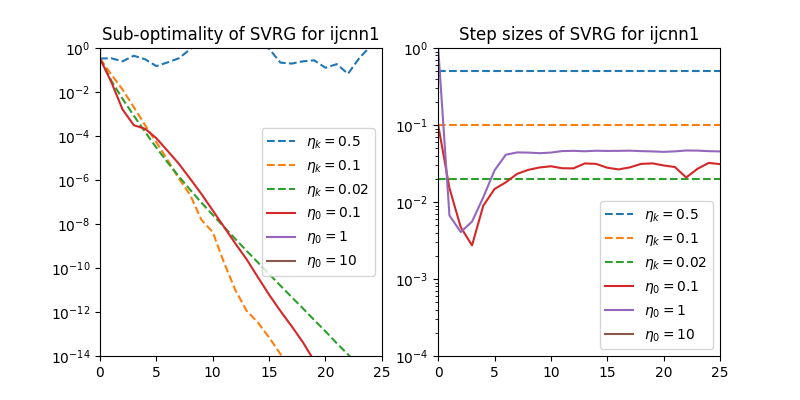 Sub-optimality of SVRG for ijcnn1
10^0
10^−2
10^−4
10^−6
10^−8
10^−10
10^−12
10^−14
0 5 10 15 20 25
η_k = 0.5
η_k = 0.1
η_k = 0.02
η_0 = 0.1
η_0 = 1
η_0 = 10
Step sizes of SVRG for ijcnn1
10^0
10^−1
10^−2
10^−3
10^−4
0 5 10 15 20 25
η_k = 0.5
η_k = 0.1
η_k = 0.02
η_0 = 0.1
η_0 = 1
η_0 = 10